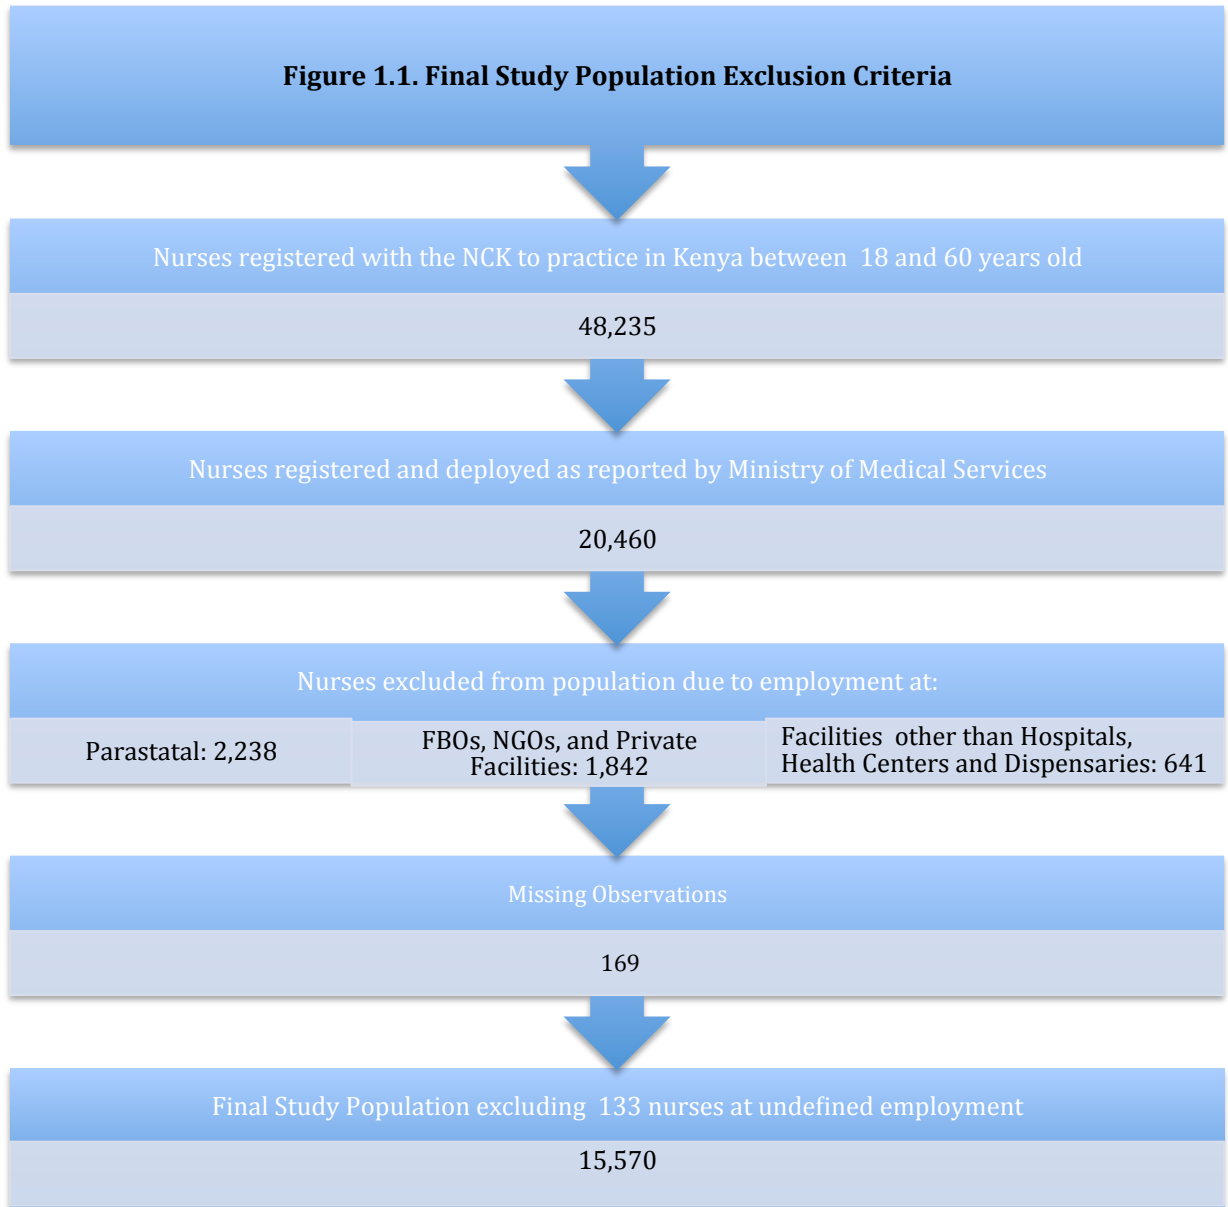 Figure 1.1. Final Study Population Exclusion Criteria
Nurses registered with the NCK to practice in Kenya between  18 and 60 years old
48,235
Nurses registered and deployed as reported by Ministry of Medical Services
20,460
Nurses excluded from population due to employment at:
Parastatal: 2,238
FBOs, NGOs, and Private
Facilities: 1,842
Facilities  other than Hospitals,
Health Centers and Dispensaries: 641
Missing Observations
169
Final Study Population excluding  133 nurses at undefined employment
15,570